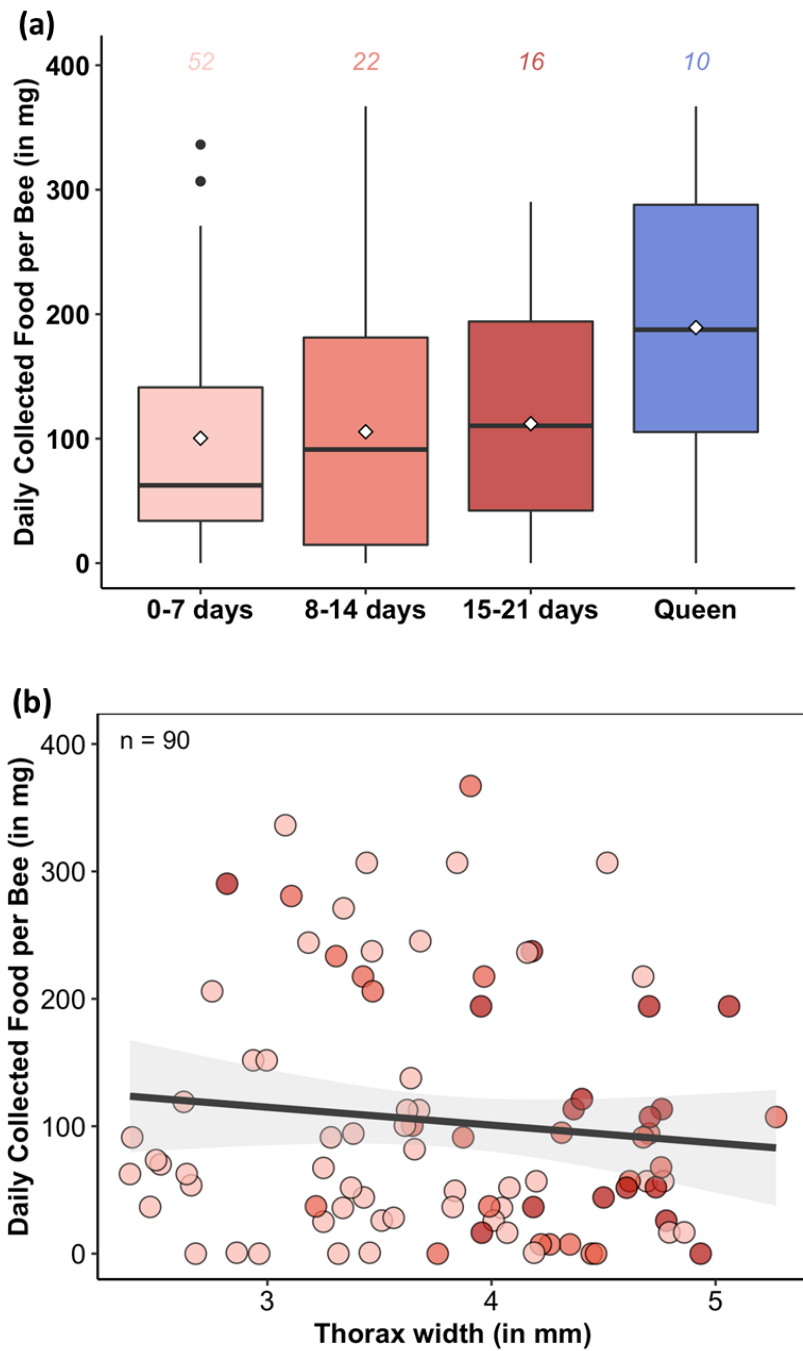 (a)
Daily Collected Food per Bee (in mg)
400
300
200
100
0
52
22
16
10
0-7 days
8-14 days
15-21 days
Queen
(b)
Daily Collected Food per Bee (in mg)
n = 90
400
300
200
100
0
3
4
5
Thorax width (in mm)